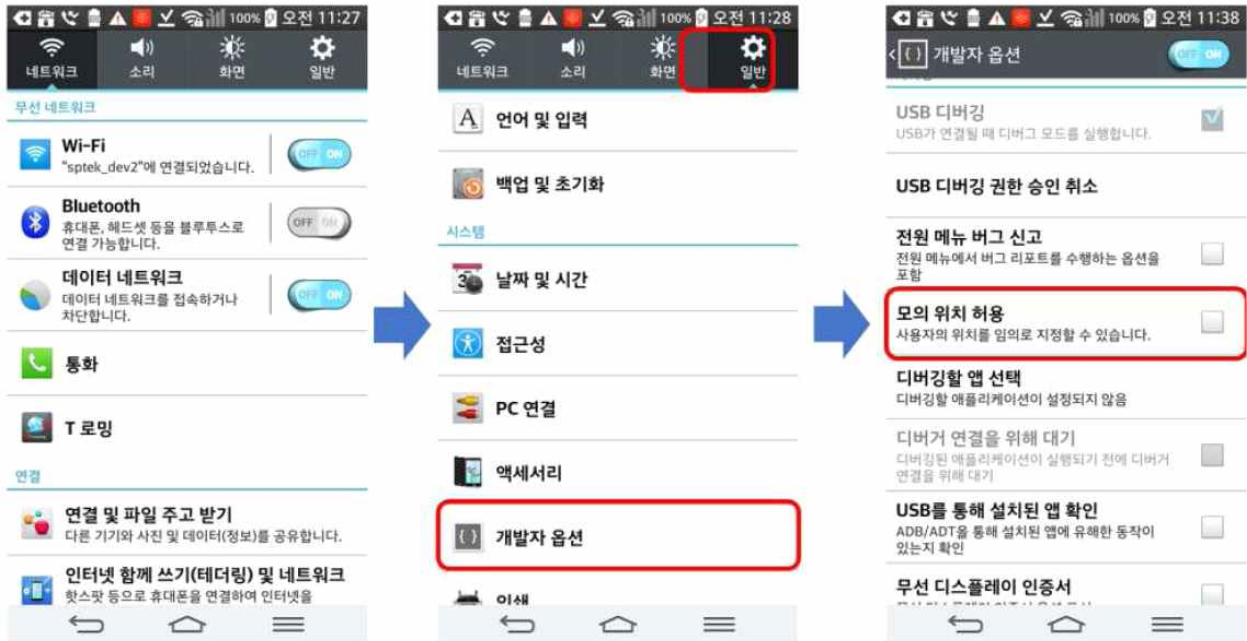 100% 오전 11:27
네트워크 소리 화면 일반
무선 네트워크
Wi-Fi
"sptek_dev2"에 연결되었습니다.
OFF ON
Bluetooth
휴대폰, 헤드셋 등을 블루투스로
연결 가능합니다.
OFF ON
데이터 네트워크
데이터 네트워크를 접속하거나
차단합니다.
OFF ON
통화
T 로밍
연결
연결 및 파일 주고 받기
다른 기기와 사진 및 데이터(정보)를 공유합니다.
인터넷 함께 쓰기(테더링) 및 네트워크
핫스팟 등으로 휴대폰을 연결하여 인터넷을
100% 오전 11:28
네트워크 소리 화면 일반
A 언어 및 입력
백업 및 초기화
시스템
날짜 및 시간
접근성
PC 연결
액세서리
{ } 개발자 옵션
인쇄
100% 오전 11:38
{ } 개발자 옵션
OFF ON
USB 디버깅
USB가 연결될 때 디버그 모드를 실행합니다.
USB 디버깅 권한 승인 취소
전원 메뉴 버그 신고
전원 메뉴에서 버그 리포트를 수행하는 옵션을
포함
모의 위치 허용
사용자의 위치를 임의로 지정할 수 있습니다.
디버깅할 앱 선택
디버깅할 애플리케이션이 설정되지 않음
디버거 연결을 위해 대기
디버깅된 애플리케이션이 실행되기 전에 디버거
연결을 위해 대기
USB를 통해 설치된 앱 확인
ADB/ADT을 통해 설치된 앱에 유해한 동작이
있는지 확인
무선 디스플레이 인증서